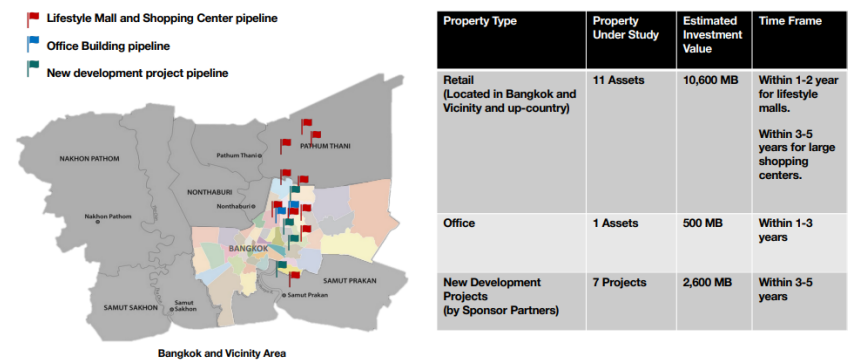 Lifestyle Mall and Shopping Center pipeline
Office Building pipeline
New development project pipeline
NAKHON PATHOM
Nakhon Pathom
Pathum Thani
PATHUM THANI
NONTHABURI
Nonthaburi
BANGKOK
SAMUT PRAKAN
Samut Prakan
SAMUT SAKHON
Samut
Sakhon
Bangkok and Vicinity Area
Property Type
Property
Under Study
Estimated
Investment
Value
Time Frame
Retail
(Located in Bangkok and
Vicinity and up-country)
11 Assets
10,600 MB
Within 1-2 year
for lifestyle
malls.
Within 3-5
years for large
shopping
centers.
Office
1 Assets
500 MB
Within 1-3
years
New Development
Projects
(by Sponsor Partners)
7 Projects
2,600 MB
Within 3-5
years